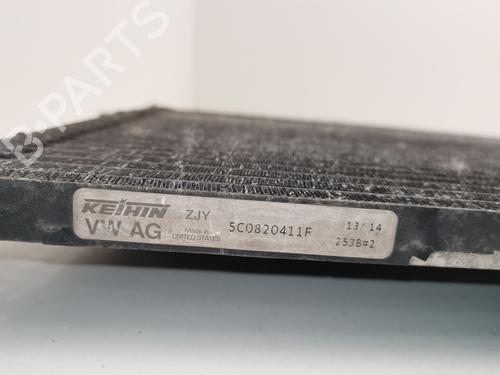 B-PARTS
KEIHIN ZJY 5C0820411F 13/14
VW AG Made in UNITED STATES 253B#2